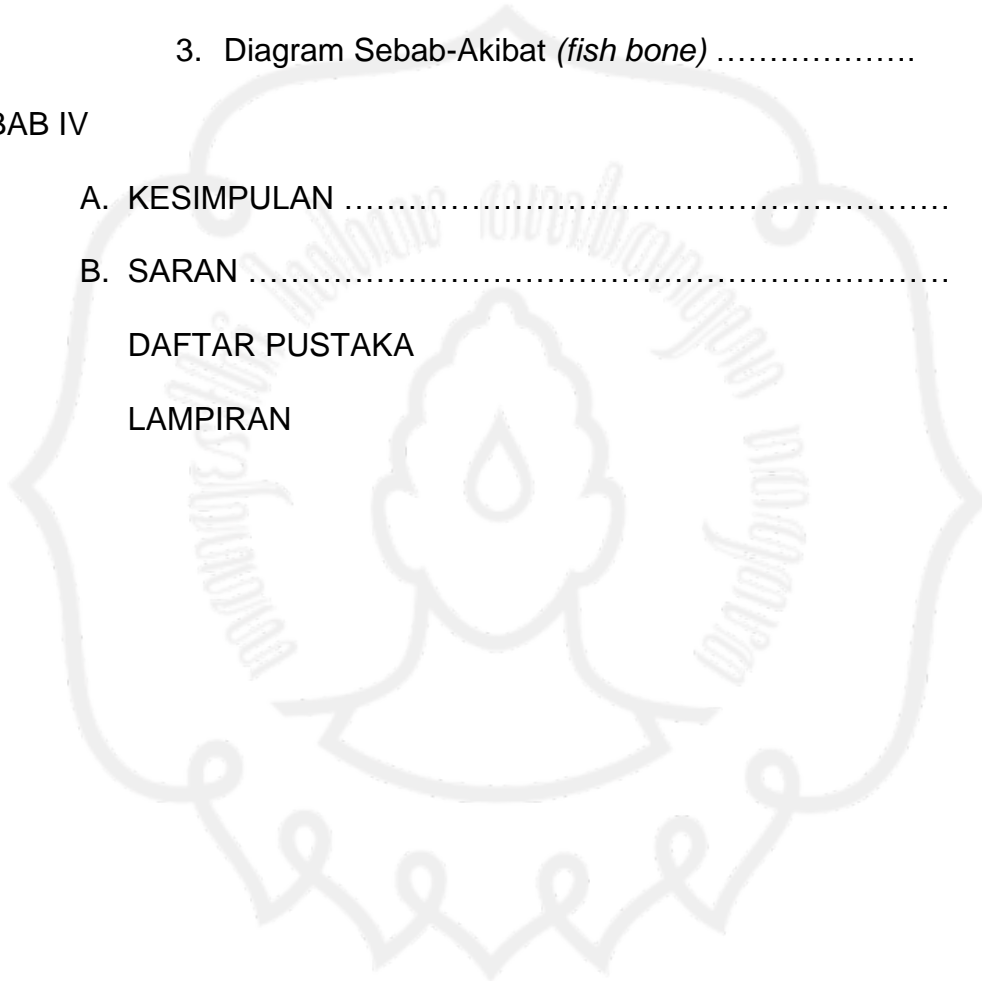 3. Diagram Sebab-Akibat (fish bone) ……………….
BAB IV
A. KESIMPULAN …………………………………………………
B. SARAN …………………………………………………………
DAFTAR PUSTAKA
LAMPIRAN